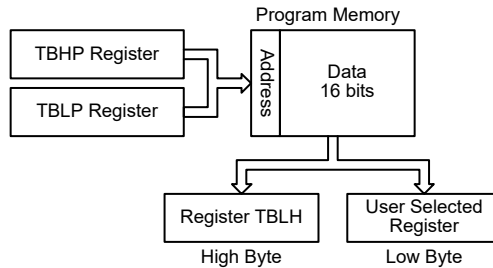 Program Memory
TBHP Register
TBLP Register
Address
Data
16 bits
Register TBLH
User Selected
Register
High Byte
Low Byte